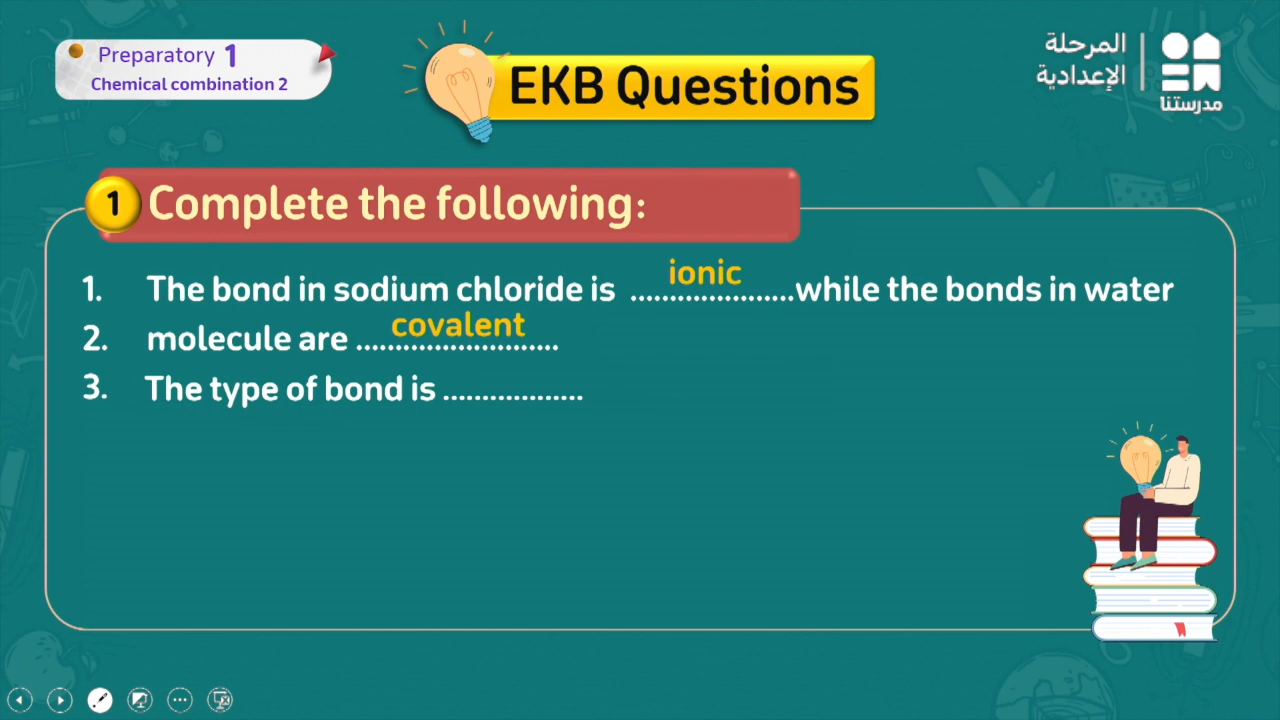 Preparatory 1
Chemical combination 2
EKB Questions
المرحلة
الإعدادية
مدرستنا
1 Complete the following:
1. The bond in sodium chloride is .....................while the bonds in water
ionic
2. molecule are ..........................
covalent
3. The type of bond is ..................